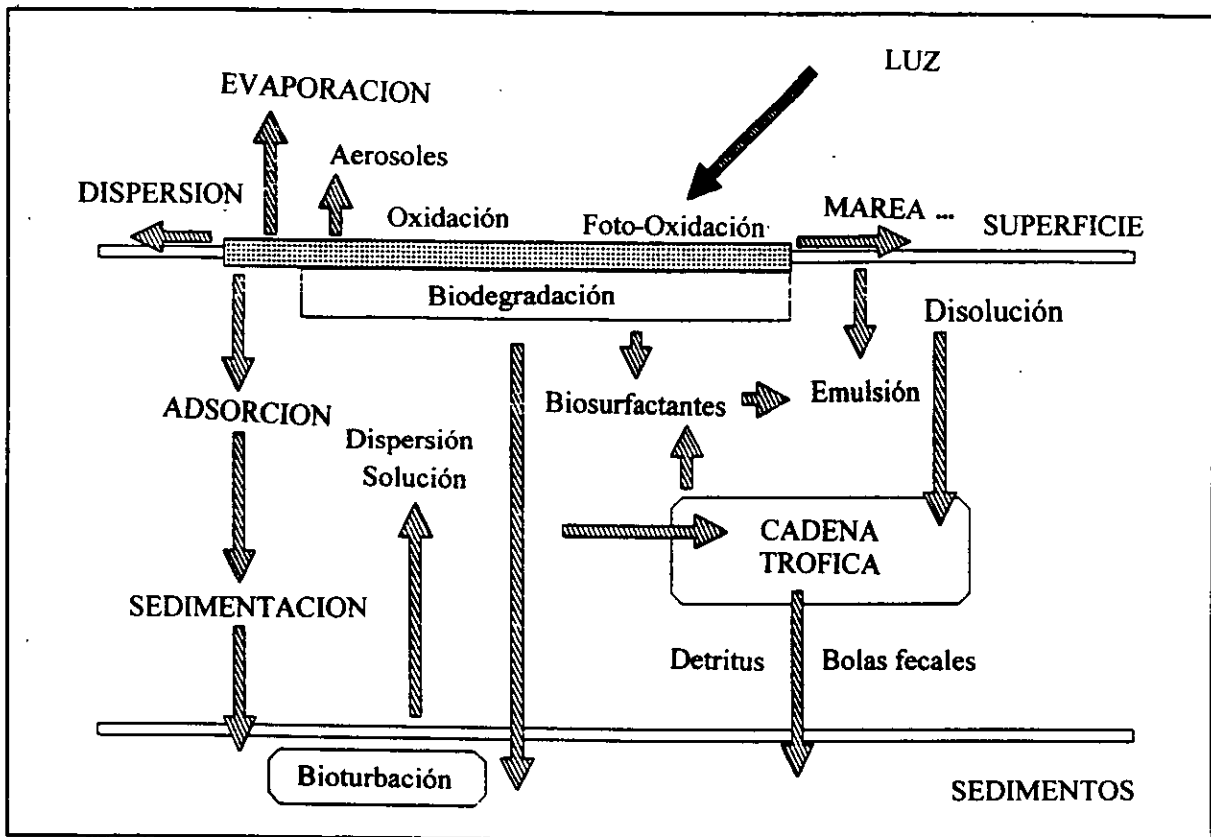 LUZ
EVAPORACION
Aerosoles
DISPERSION
Oxidación
Foto-Oxidación
MAREA ...
SUPERFICIE
Biodegradación
Disolución
ADSORCION
Biosurfactantes
Emulsión
Dispersión
Solución
CADENA
TROFICA
SEDIMENTACION
Detritus
Bolas fecales
Bioturbación
SEDIMENTOS